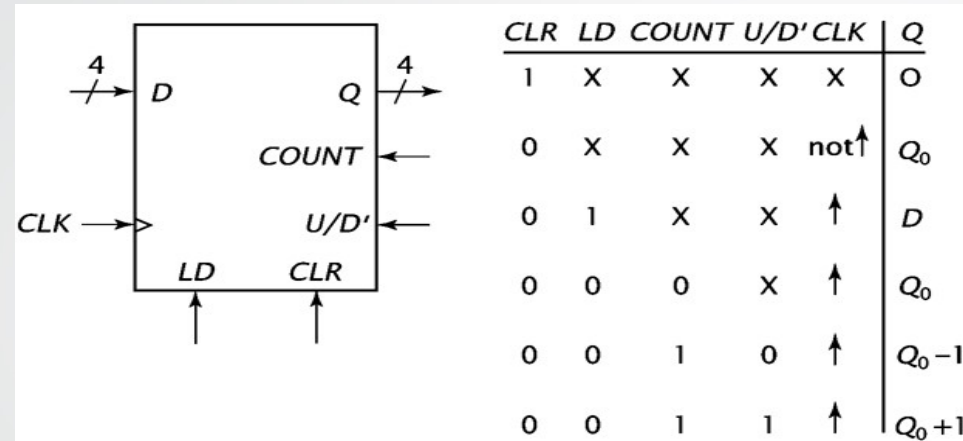 4 4
D Q
COUNT
CLK U/D'
LD CLR
CLR LD COUNT U/D' CLK Q
1 X X X X O
0 X X X not↑ Q₀
0 1 X X ↑ D
0 0 0 X ↑ Q₀
0 0 1 0 ↑ Q₀−1
0 0 1 1 ↑ Q₀+1